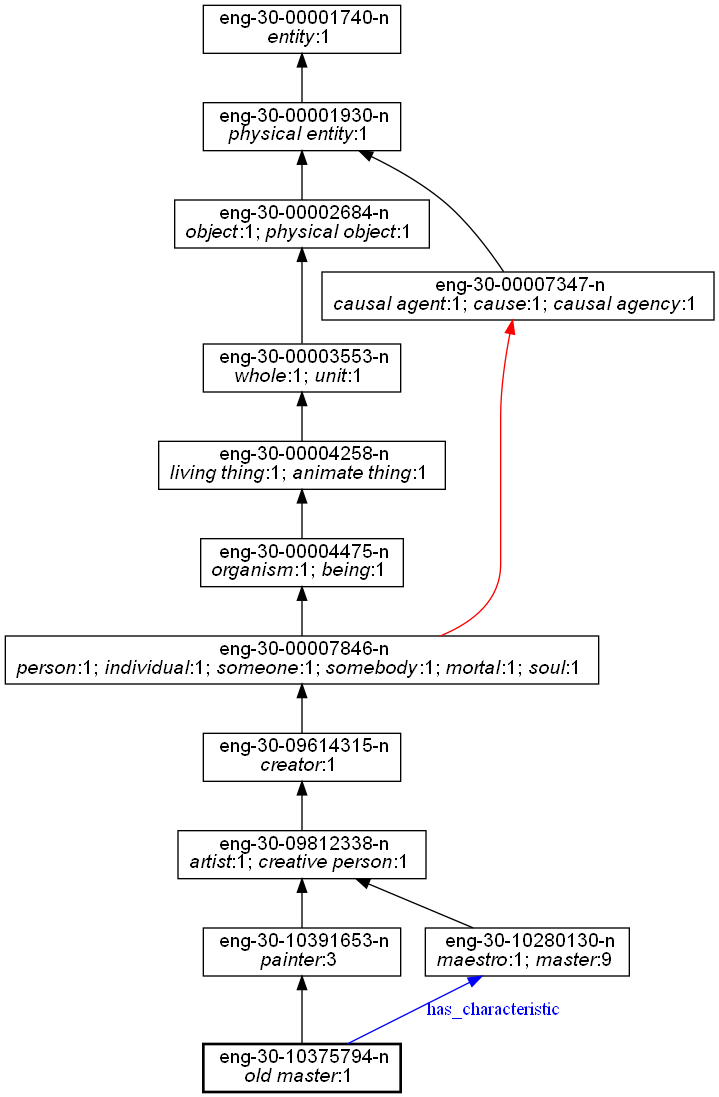 eng-30-00001740-n
entity:1
eng-30-00001930-n
physical entity:1
eng-30-00002684-n
object:1; physical object:1
eng-30-00007347-n
causal agent:1; cause:1; causal agency:1
eng-30-00003553-n
whole:1; unit:1
eng-30-00004258-n
living thing:1; animate thing:1
eng-30-00004475-n
organism:1; being:1
eng-30-00007846-n
person:1; individual:1; someone:1; somebody:1; mortal:1; soul:1
eng-30-09614315-n
creator:1
eng-30-09812338-n
artist:1; creative person:1
eng-30-10391653-n
painter:3
eng-30-10280130-n
maestro:1; master:9
has_characteristic
eng-30-10375794-n
old master:1